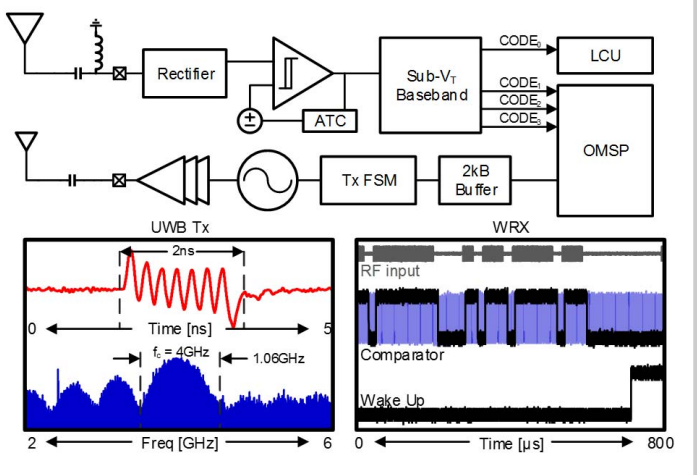 CODE₀
LCU
Rectifier
Sub-V_T
Baseband
CODE₁
CODE₂
CODE₃
±
ATC
OMSP
Tx FSM
2kB
Buffer
UWB Tx
WRX
2ns
RF input
0
Time [ns]
5
f_c = 4GHz
1.06GHz
Comparator
Wake Up
2
Freq [GHz]
6
0
Time [µs]
800